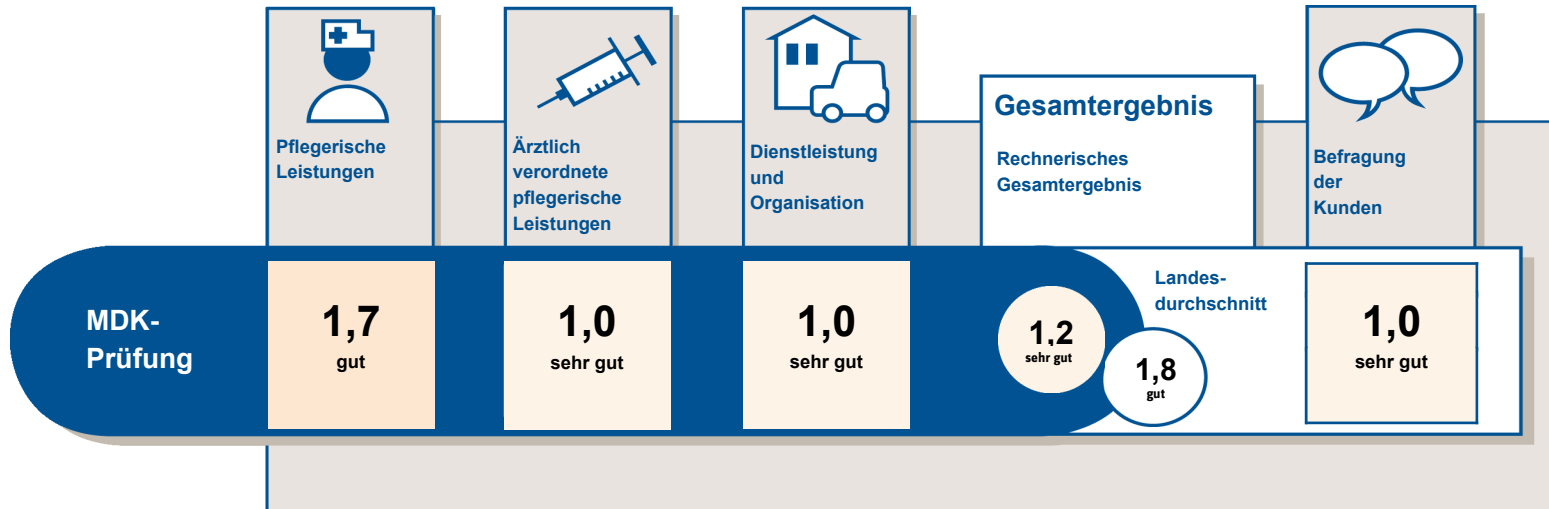 Pflegerische
Leistungen
Ärztlich
verordnete
pflegerische
Leistungen
Dienstleistung
und
Organisation
Gesamtergebnis
Rechnerisches
Gesamtergebnis
Befragung
der
Kunden
MDK-
Prüfung
1,7
gut
1,0
sehr gut
1,0
sehr gut
1,2
sehr gut
Landes-
durchschnitt
1,8
gut
1,0
sehr gut